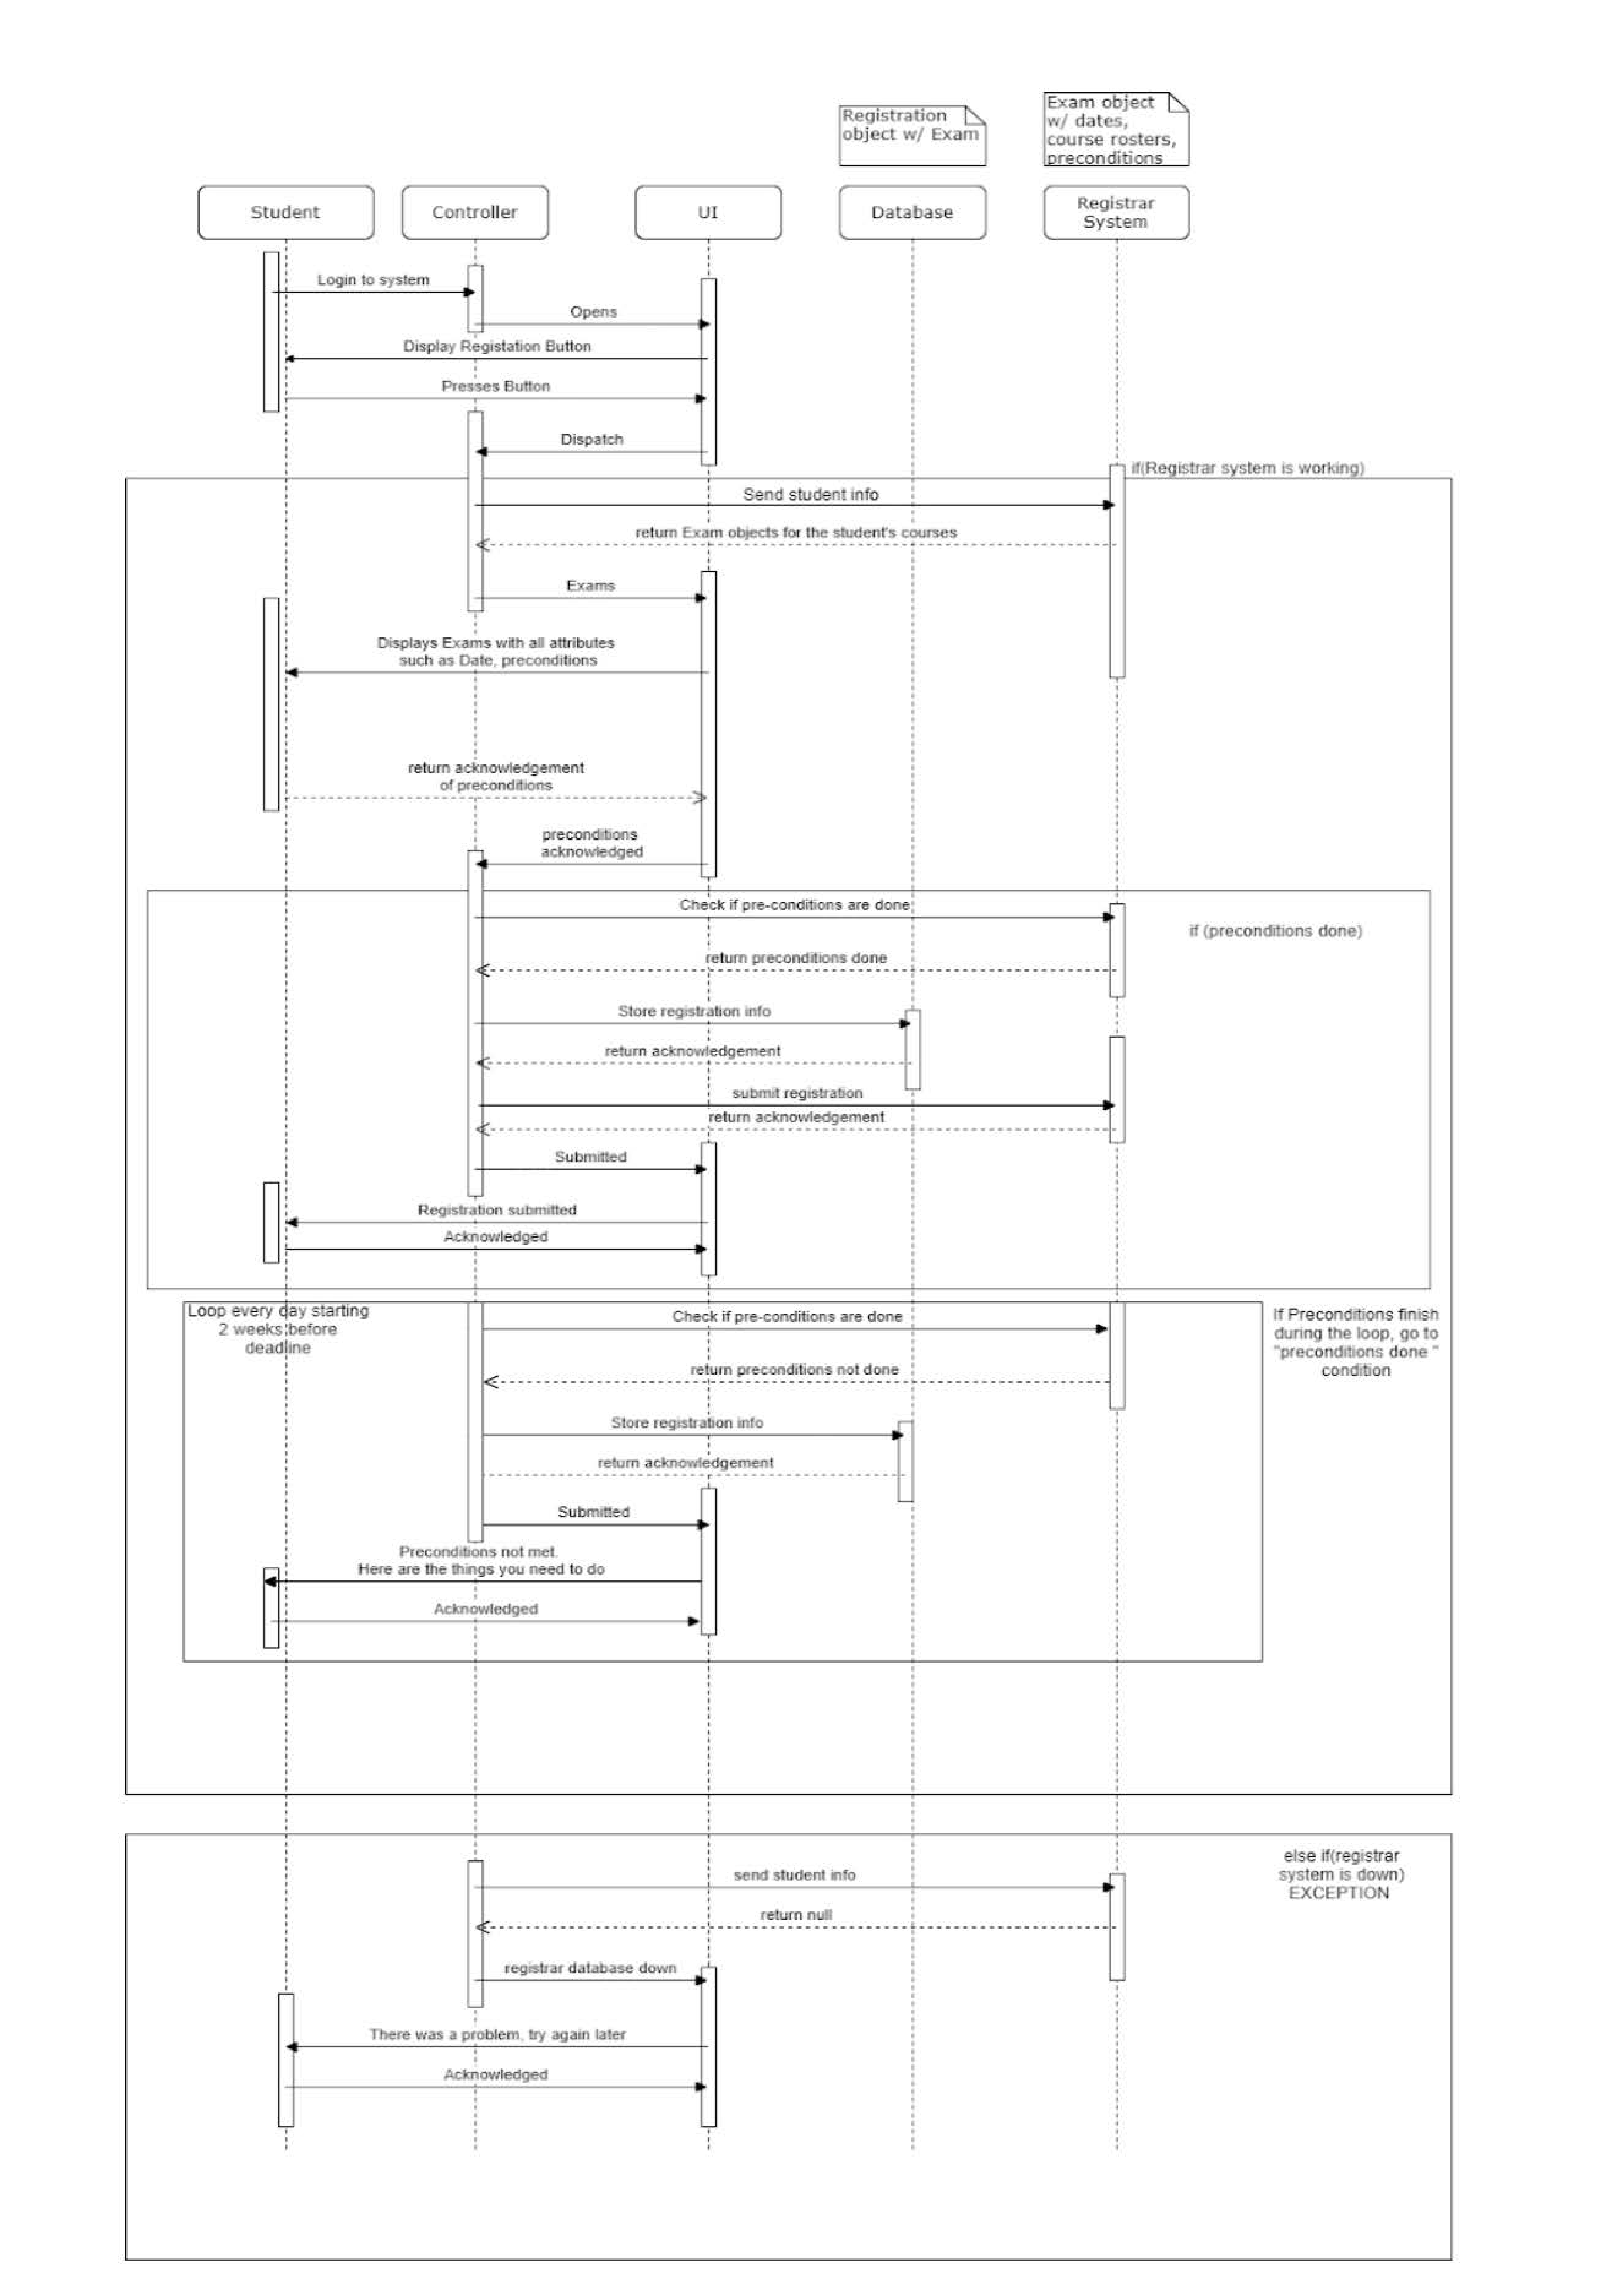 Registration
object w/ Exam
Exam object
w/ dates,
course rosters,
preconditions
Student
Controller
UI
Database
Registrar
System
Login to system
Opens
Display Registation Button
Presses Button
Dispatch
if(Registrar system is working)
Send student info
return Exam objects for the student's courses
Exams
Displays Exams with all attributes
such as Date, preconditions
return acknowledgement
of preconditions
preconditions
acknowledged
Check if pre-conditions are done
if (preconditions done)
return preconditions done
Store registration info
return acknowledgement
submit registration
return acknowledgement
Submitted
Registration submitted
Acknowledged
Loop every day starting
2 weeks before
deadline
Check if pre-conditions are done
If Preconditions finish
during the loop, go to
"preconditions done "
condition
return preconditions not done
Store registration info
return acknowledgement
Submitted
Preconditions not met.
Here are the things you need to do
Acknowledged
else if(registrar
system is down)
EXCEPTION
send student info
return null
registrar database down
There was a problem, try again later
Acknowledged